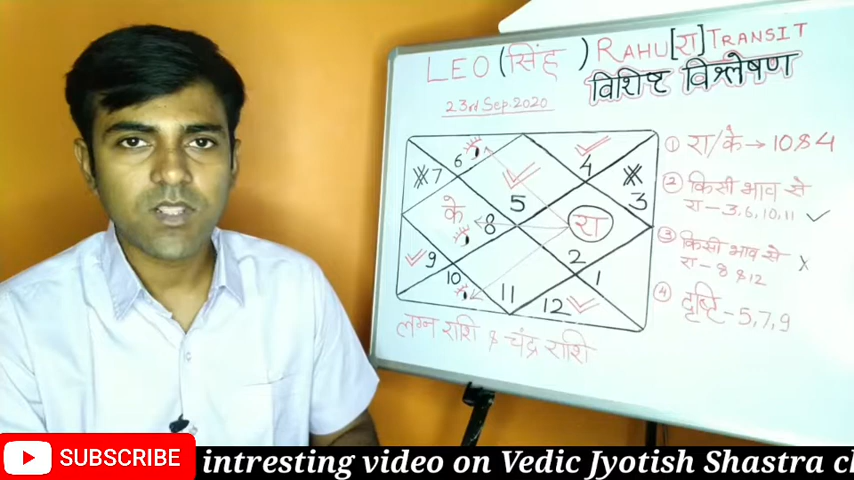 LEO (सिंह) RAHU[रा] TRANSIT
विशिष्ट विश्लेषण
23rd Sep. 2020
① रा/के → 10 & 4
② किसी भाव से
रा - 3, 6, 10, 11 ✓
③ किसी भाव से
रा - 8 & 12 x
④ दृष्टि - 5, 7, 9
6
4
7
5
3
के
8
रा
9
2
10
11
12
1
लग्न राशि & चंद्र राशि
SUBSCRIBE
intresting video on Vedic Jyotish Shastra ch